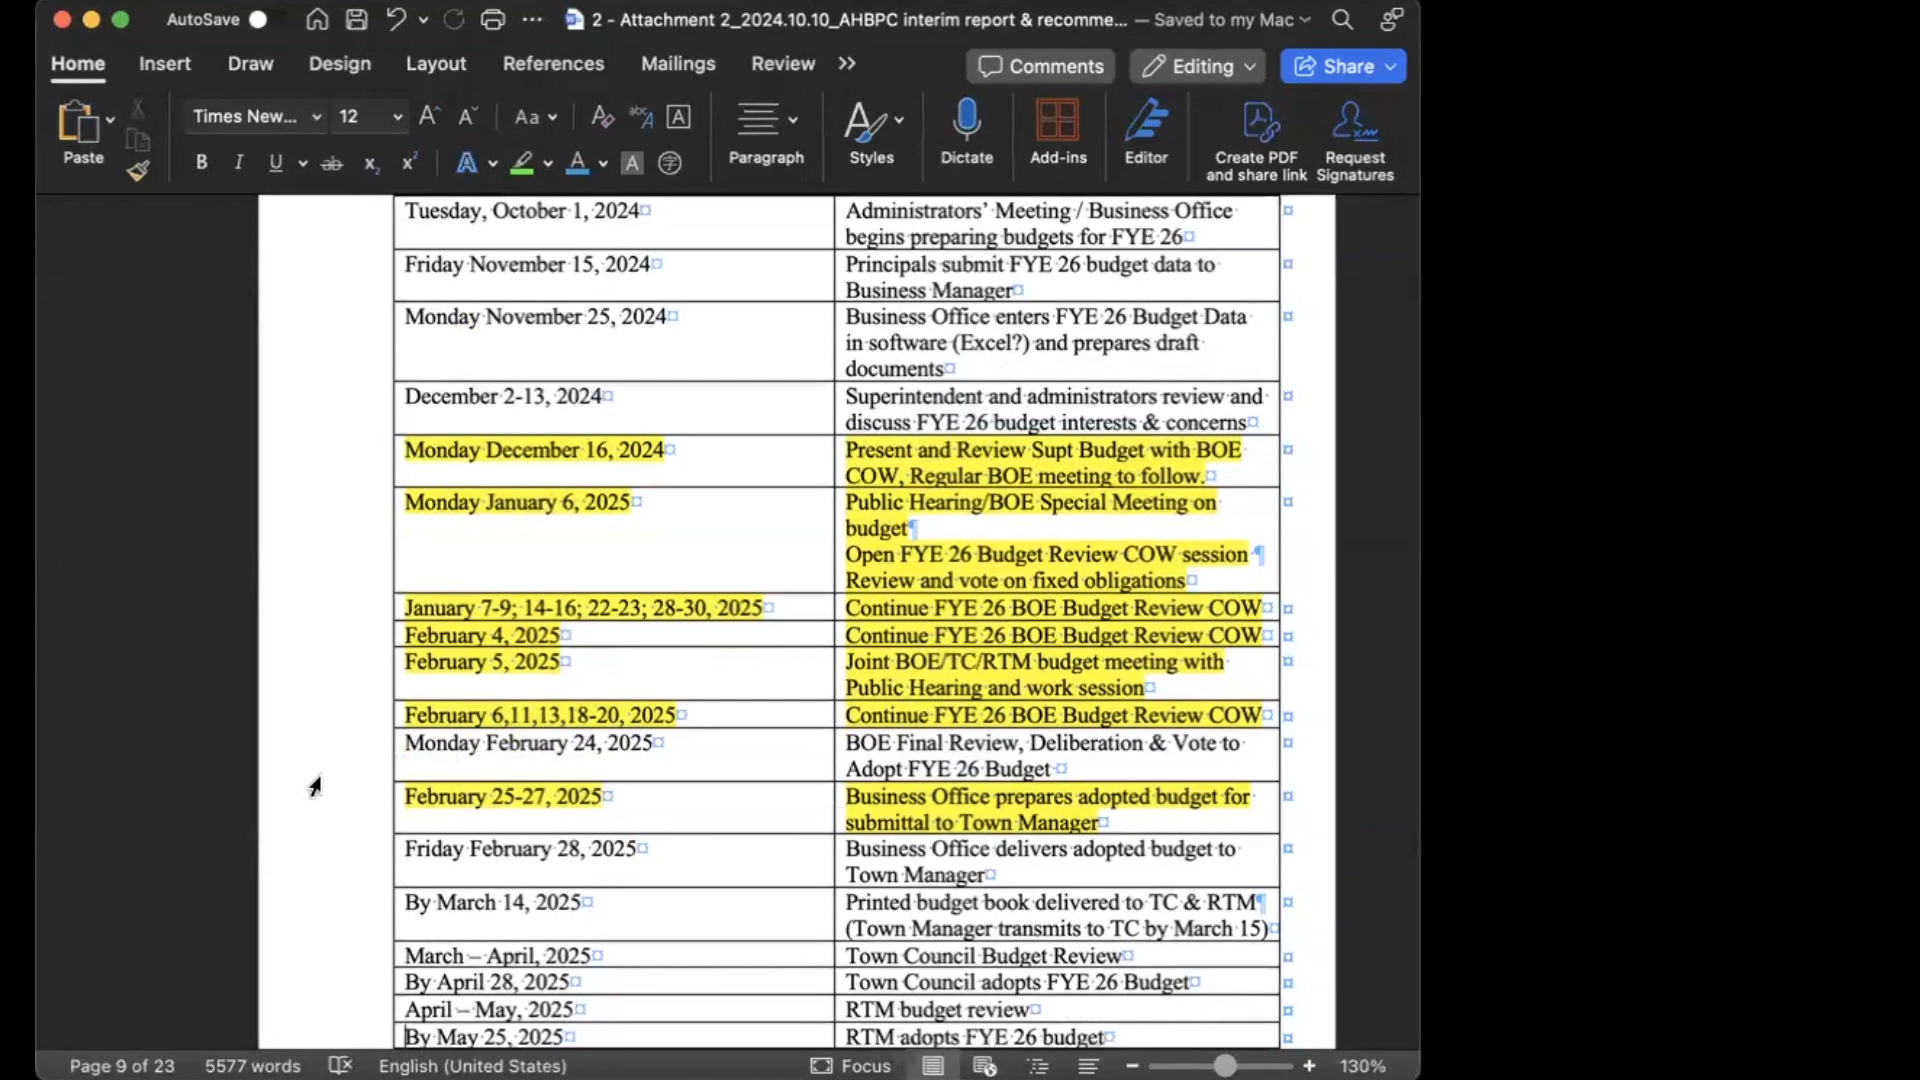 AutoSave
2 - Attachment 2_2024.10.10_AHBPC interim report & recomme... — Saved to my Mac
Home Insert Draw Design Layout References Mailings Review >> Comments Editing Share
Times New... 12 Aa
Paste Paragraph Styles Dictate Add-ins Editor Create PDF and share link Request Signatures
Tuesday, October 1, 2024
Administrators’ Meeting / Business Office
begins preparing budgets for FYE 26
Friday November 15, 2024
Principals submit FYE 26 budget data to
Business Manager
Monday November 25, 2024
Business Office enters FYE 26 Budget Data
in software (Excel?) and prepares draft
documents
December 2-13, 2024
Superintendent and administrators review and
discuss FYE 26 budget interests & concerns
Monday December 16, 2024
Present and Review Supt Budget with BOE
COW, Regular BOE meeting to follow.
Monday January 6, 2025
Public Hearing/BOE Special Meeting on
budget¶
Open FYE 26 Budget Review COW session ¶
Review and vote on fixed obligations
January 7-9; 14-16; 22-23; 28-30, 2025
Continue FYE 26 BOE Budget Review COW
February 4, 2025
Continue FYE 26 BOE Budget Review COW
February 5, 2025
Joint BOE/TC/RTM budget meeting with
Public Hearing and work session
February 6,11,13,18-20, 2025
Continue FYE 26 BOE Budget Review COW
Monday February 24, 2025
BOE Final Review, Deliberation & Vote to
Adopt FYE 26 Budget
February 25-27, 2025
Business Office prepares adopted budget for
submittal to Town Manager
Friday February 28, 2025
Business Office delivers adopted budget to
Town Manager
By March 14, 2025
Printed budget book delivered to TC & RTM¶
(Town Manager transmits to TC by March 15)
March – April, 2025
Town Council Budget Review
By April 28, 2025
Town Council adopts FYE 26 Budget
April – May, 2025
RTM budget review
By May 25, 2025
RTM adopts FYE 26 budget
Page 9 of 23 5577 words English (United States) Focus 130%